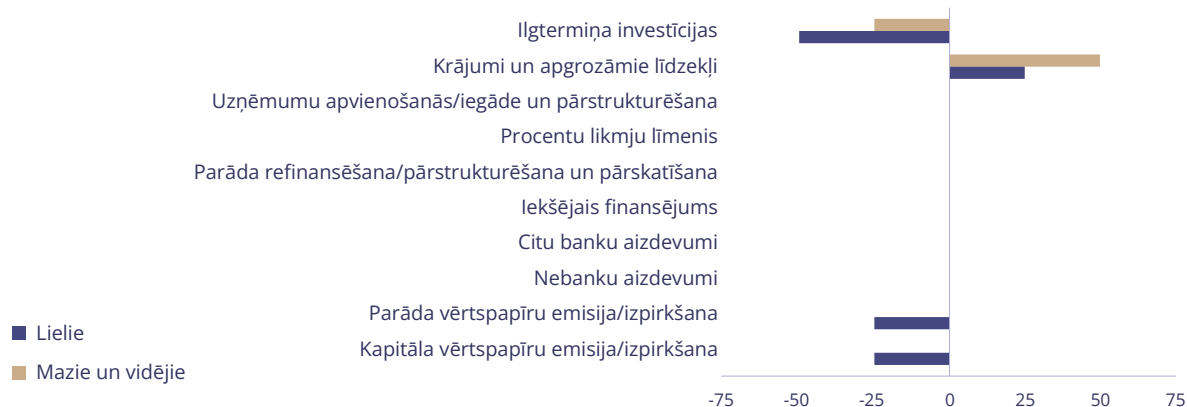 Ilgtermiņa investīcijas
Krājumi un apgrozāmie līdzekļi
Uzņēmumu apvienošanās/iegāde un pārstrukturēšana
Procentu likmju līmenis
Parāda refinansēšana/pārstrukturēšana un pārskatīšana
Iekšējais finansējums
Citu banku aizdevumi
Nebanku aizdevumi
Parāda vērtspapīru emisija/izpirkšana
Kapitāla vērtspapīru emisija/izpirkšana
Lielie
Mazie un vidējie
-75 -50 -25 0 25 50 75